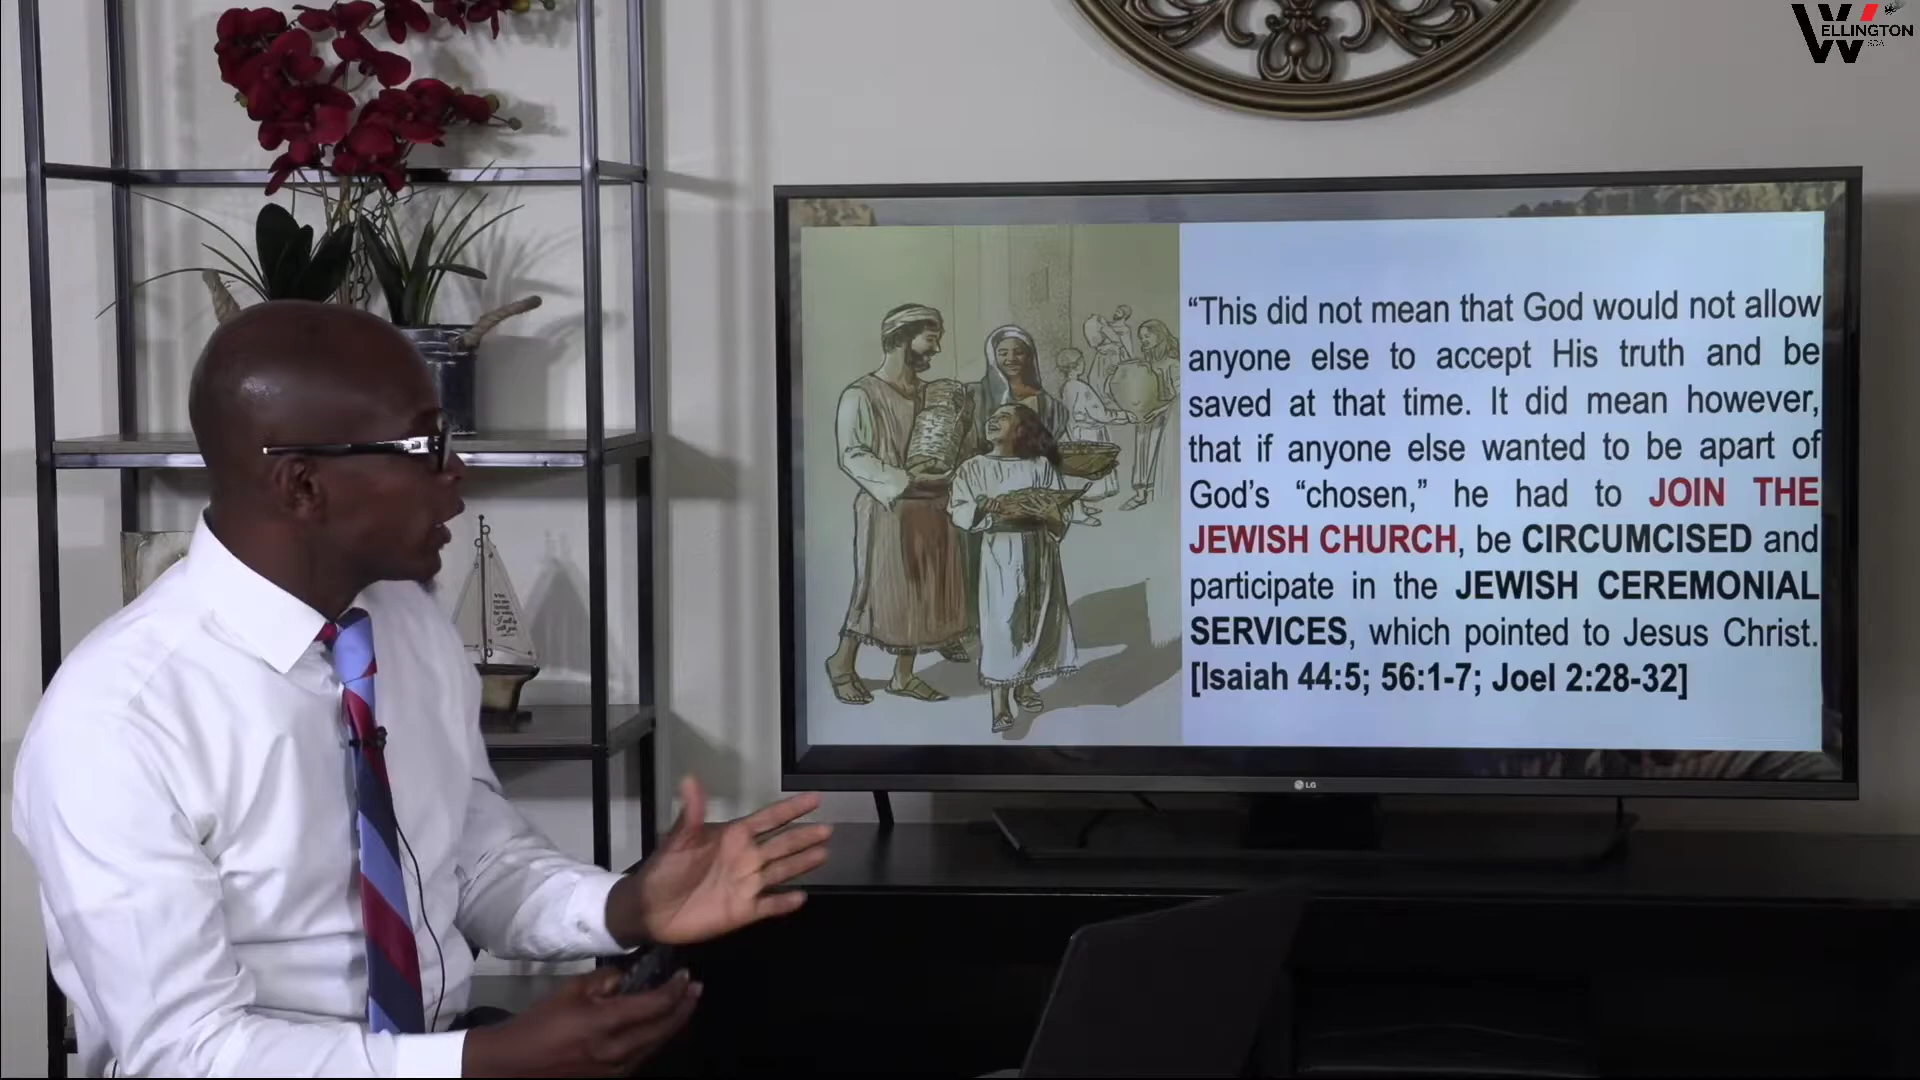 WELLINGTON
SDA
“This did not mean that God would not allow
anyone else to accept His truth and be
saved at that time. It did mean however,
that if anyone else wanted to be apart of
God’s “chosen,” he had to JOIN THE
JEWISH CHURCH, be CIRCUMCISED and
participate in the JEWISH CEREMONIAL
SERVICES, which pointed to Jesus Christ.
[Isaiah 44:5; 56:1-7; Joel 2:28-32]
LG